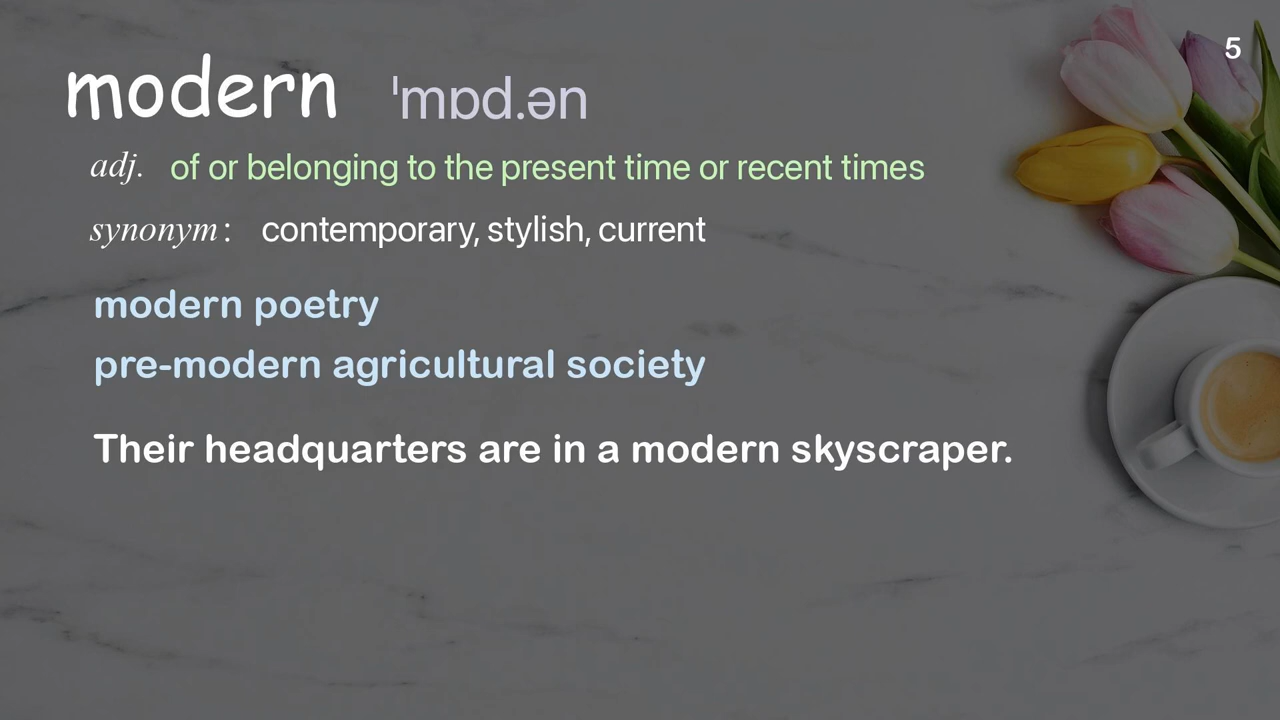 5
modern ˈmɒd.ən
adj. of or belonging to the present time or recent times
synonym: contemporary, stylish, current
modern poetry
pre-modern agricultural society
Their headquarters are in a modern skyscraper.